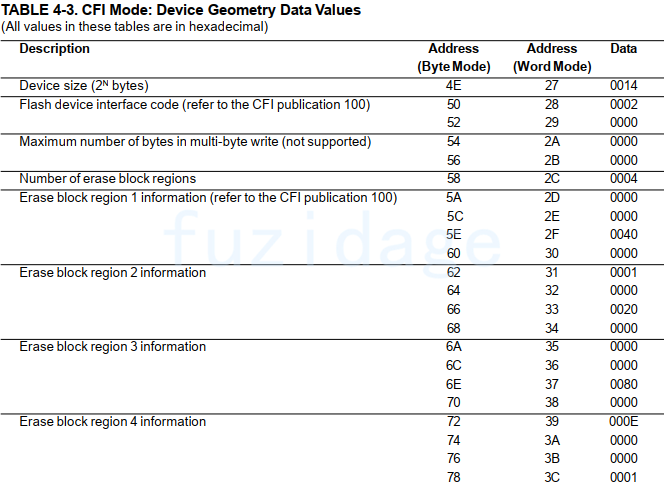 TABLE 4-3. CFI Mode: Device Geometry Data Values
(All values in these tables are in hexadecimal)
Description Address Address Data
(Byte Mode) (Word Mode)
Device size (2ᴺ bytes) 4E 27 0014
Flash device interface code (refer to the CFI publication 100) 50 28 0002
52 29 0000
Maximum number of bytes in multi-byte write (not supported) 54 2A 0000
56 2B 0000
Number of erase block regions 58 2C 0004
Erase block region 1 information (refer to the CFI publication 100) 5A 2D 0000
5C 2E 0000
5E 2F 0040
60 30 0000
fuzidage
Erase block region 2 information 62 31 0001
64 32 0000
66 33 0020
68 34 0000
Erase block region 3 information 6A 35 0000
6C 36 0000
6E 37 0080
70 38 0000
Erase block region 4 information 72 39 000E
74 3A 0000
76 3B 0000
78 3C 0001